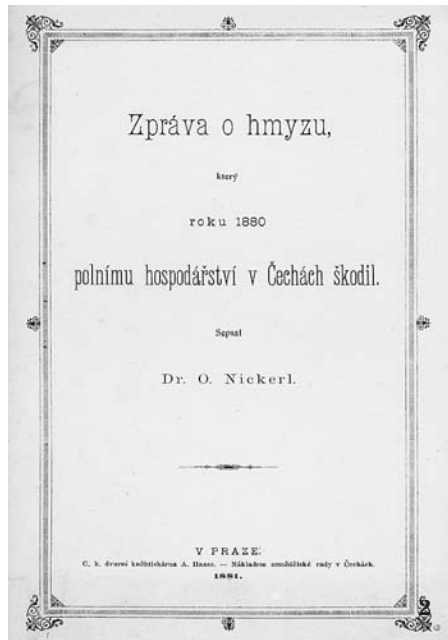 Zpráva o hmyzu,
který
roku 1880
polnímu hospodářství v Čechách škodil.
Sepsal
Dr. O. Nickerl.
V PRAZE.
C. k. dvorní knihtiskárna A. Haase. — Nákladem zemědělské rady v Čechách.
1881.